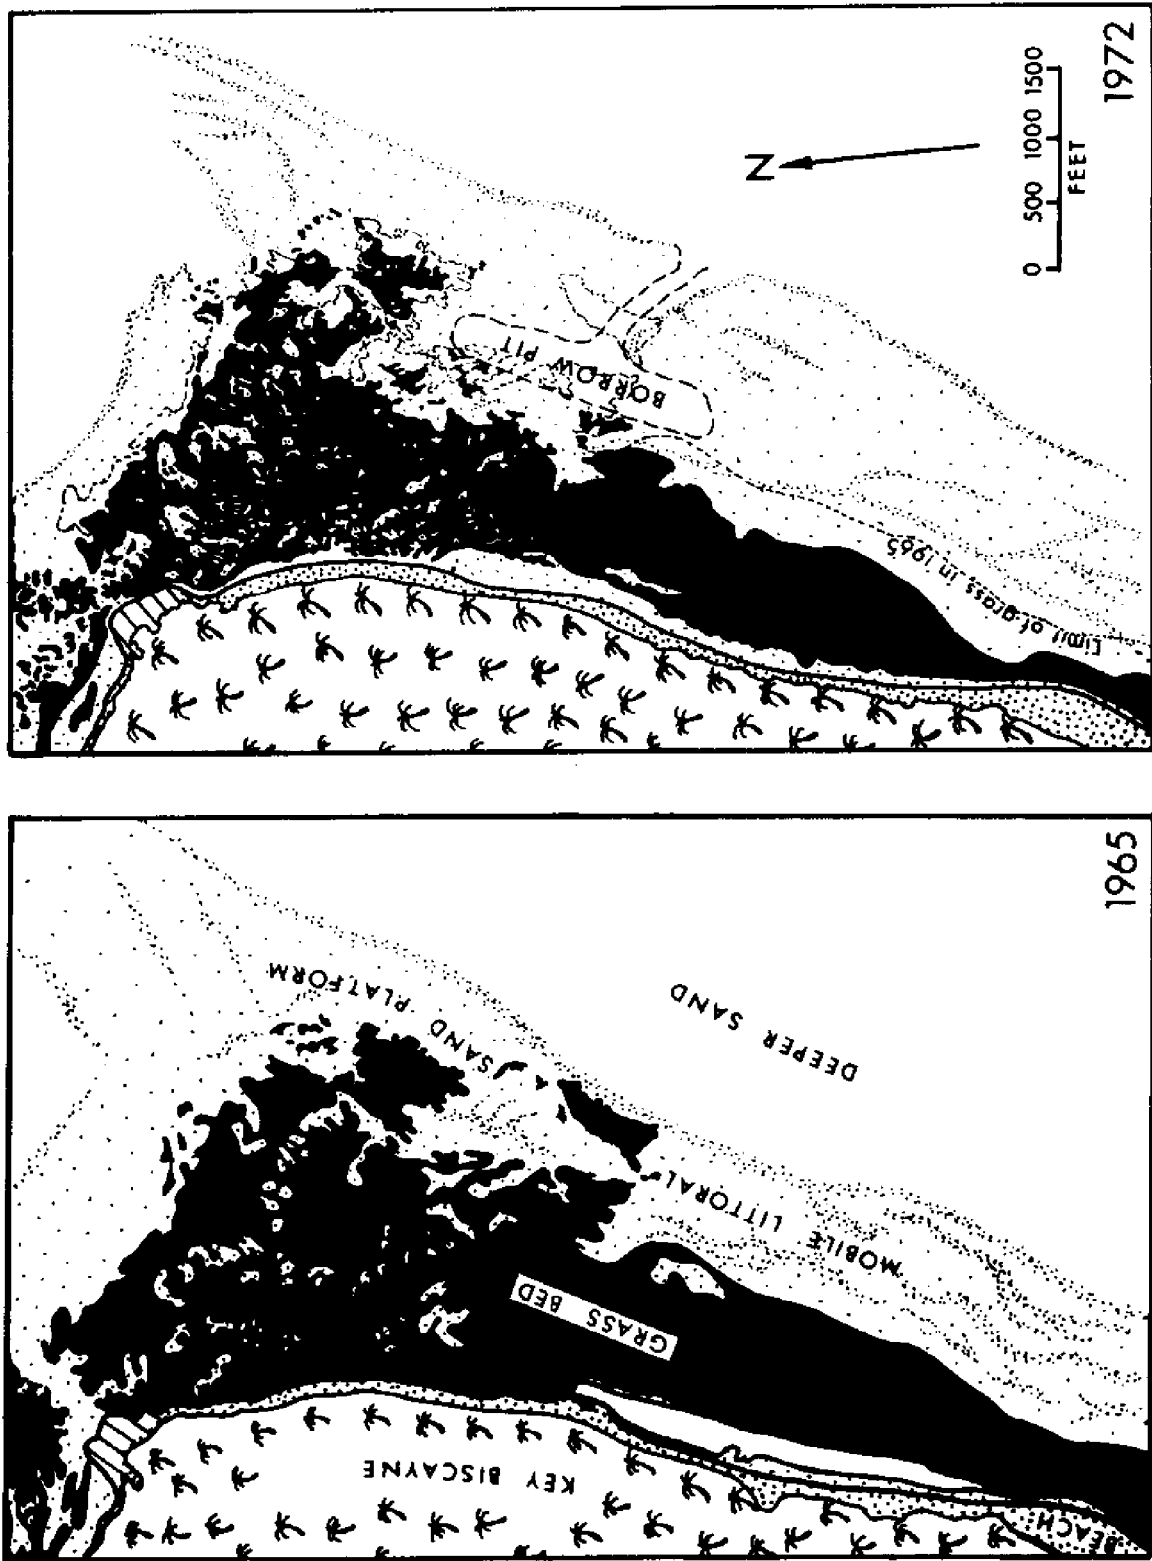 1965
KEY BISCAYNE
BEACH
GRASS BED
MOBILE LITTORAL SAND PLATFORM
DEEPER SAND
1972
BORROW PIT
Limit of grass in 1965
N
0 500 1000 1500
FEET